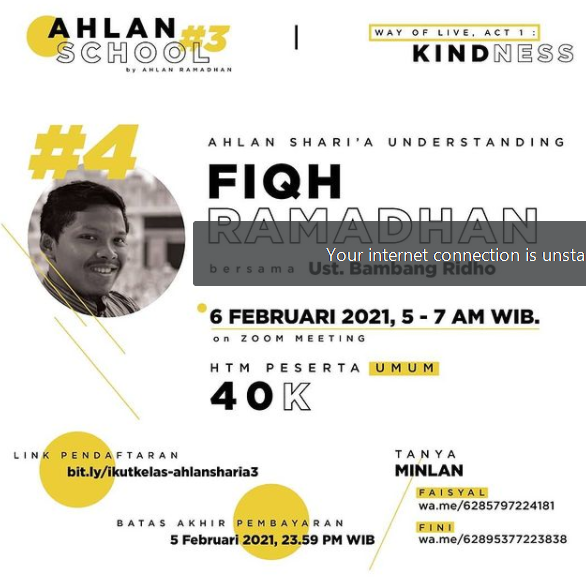 AHLAN #3
SCHOOL
by AHLAN RAMADHAN
WAY OF LIVE, ACT 1 :
KINDNESS
#4
AHLAN SHARI'A UNDERSTANDING
FIQH
RAMADHAN
Your internet connection is unsta
bersama Ust. Bambang Ridho
6 FEBRUARI 2021, 5 - 7 AM WIB.
on ZOOM MEETING
HTM PESERTA UMUM
40K
LINK PENDAFTARAN
bit.ly/ikutkelas-ahlansharia3
BATAS AKHIR PEMBAYARAN
5 Februari 2021, 23.59 PM WIB
TANYA
MINLAN
FAISYAL
wa.me/6285797224181
FINI
wa.me/62895377223838